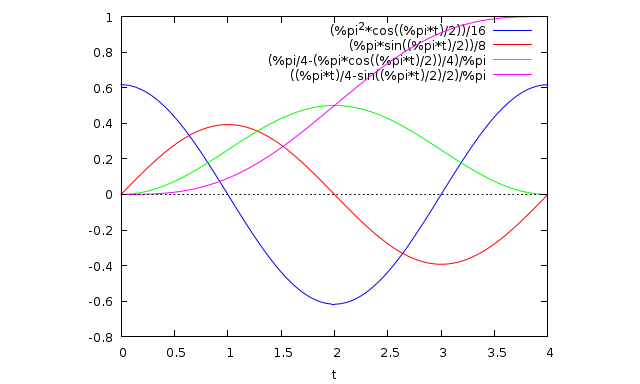 1
0.8
0.6
0.4
0.2
0
-0.2
-0.4
-0.6
-0.8
(%pi²*cos((%pi*t)/2))/16
(%pi*sin((%pi*t)/2))/8
(%pi/4-(%pi*cos((%pi*t)/2))/4)/%pi
((%pi*t)/4-sin((%pi*t)/2)/2)/%pi
0 0.5 1 1.5 2 2.5 3 3.5 4
t